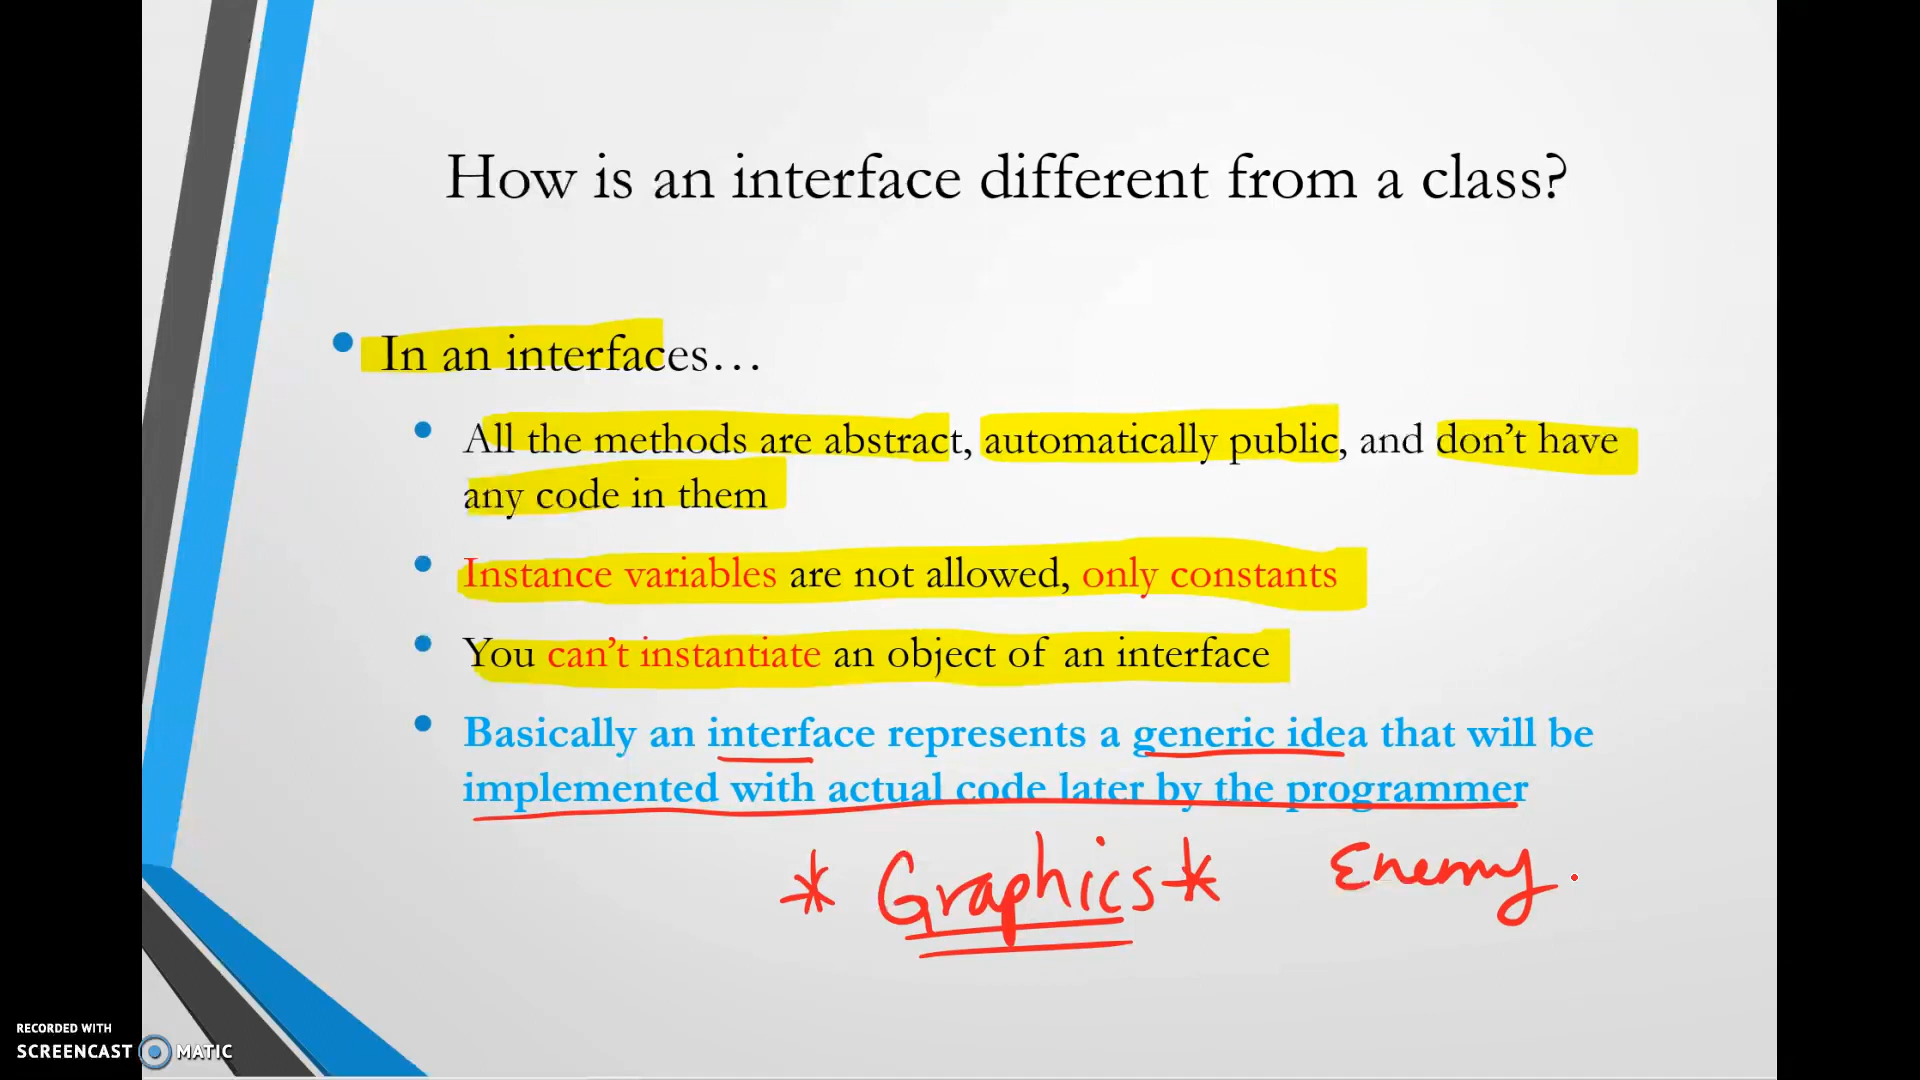 How is an interface different from a class?
In an interfaces…
All the methods are abstract, automatically public, and don’t have
any code in them
Instance variables are not allowed, only constants
You can’t instantiate an object of an interface
Basically an interface represents a generic idea that will be
implemented with actual code later by the programmer
* Graphics * Enemy
RECORDED WITH
SCREENCAST MATIC